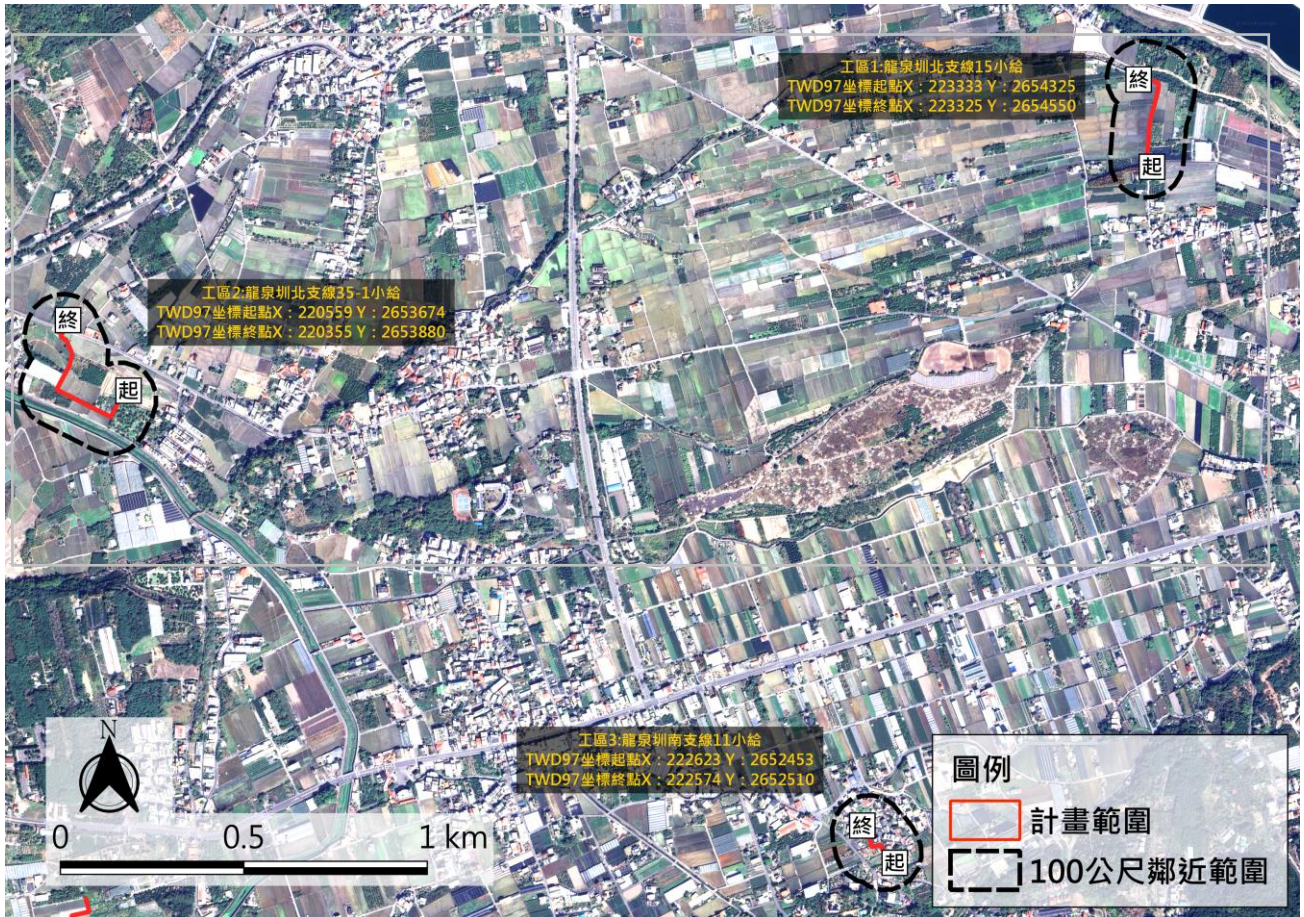 工區1:龍泉圳北支線15小給
TWD97坐標起點X：223333 Y：2654325
TWD97坐標終點X：223325 Y：2654550
終
起
工區2:龍泉圳北支線35-1小給
TWD97坐標起點X：220559 Y：2653674
TWD97坐標終點X：220355 Y：2653880
終
起
工區3:龍泉圳南支線11小給
TWD97坐標起點X：222623 Y：2652453
TWD97坐標終點X：222574 Y：2652510
終
起
N
0 0.5 1 km
圖例
計畫範圍
100公尺鄰近範圍